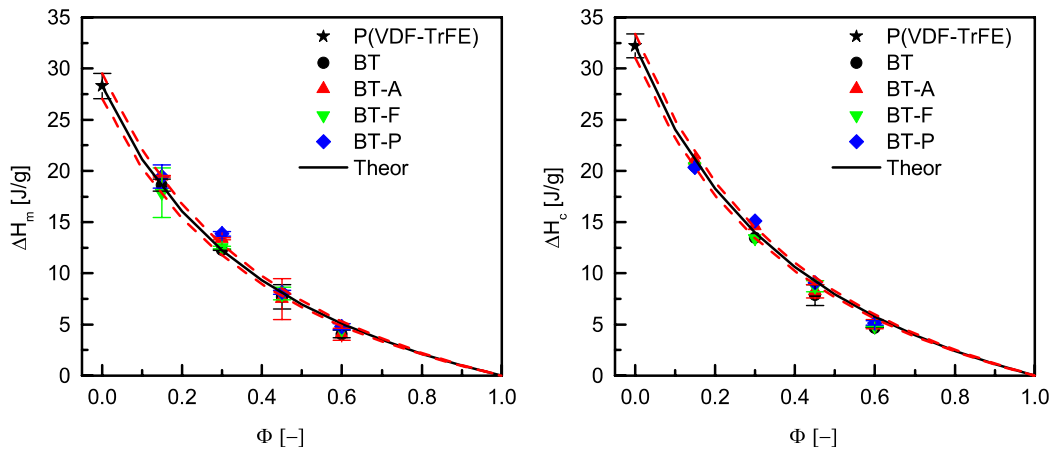 35
30
25
20
15
10
5
0
ΔHm [J/g]
P(VDF-TrFE)
BT
BT-A
BT-F
BT-P
Theor
0.0 0.2 0.4 0.6 0.8 1.0
Φ [−]
35
30
25
20
15
10
5
0
ΔHc [J/g]
P(VDF-TrFE)
BT
BT-A
BT-F
BT-P
Theor
0.0 0.2 0.4 0.6 0.8 1.0
Φ [−]